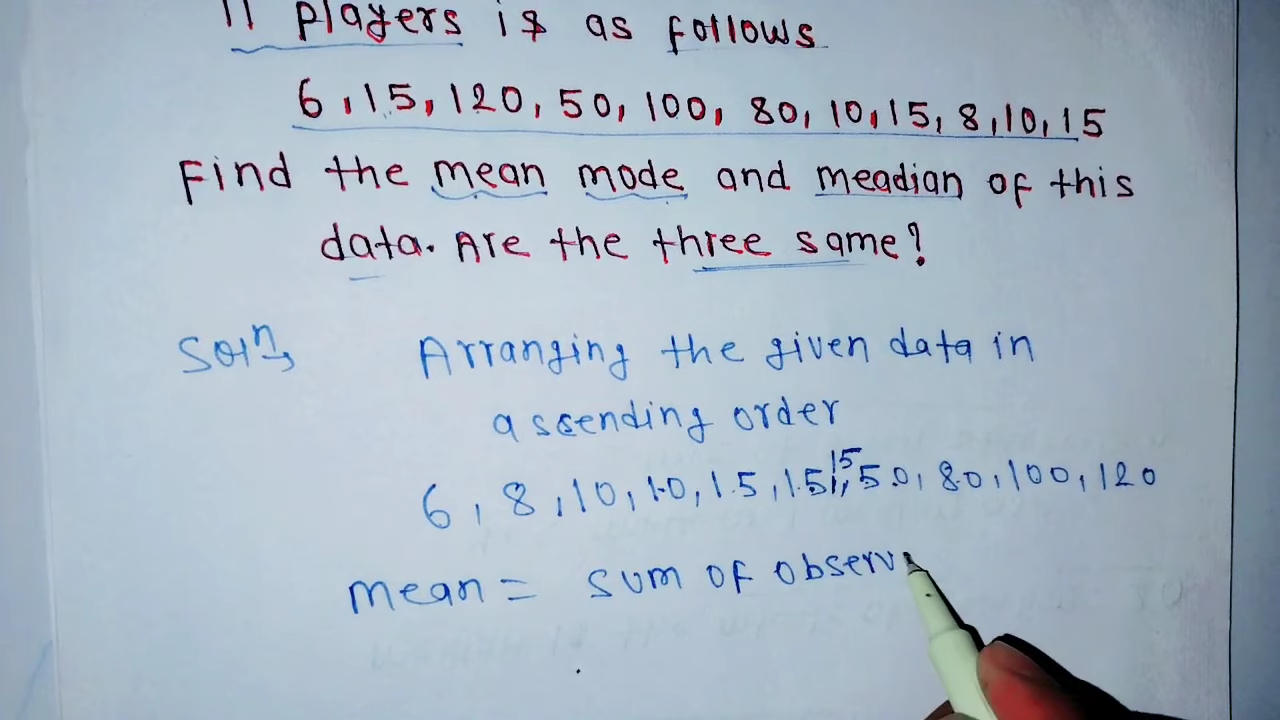 11 players is as follows
6, 15, 120, 50, 100, 80, 10, 15, 8, 10, 15
Find the mean mode and meadian of this
data. Are the three same?
Solⁿ, Arranging the given data in
ascending order
6, 8, 10, 10, 15, 15, 15, 50, 80, 100, 120
mean = sum of observ